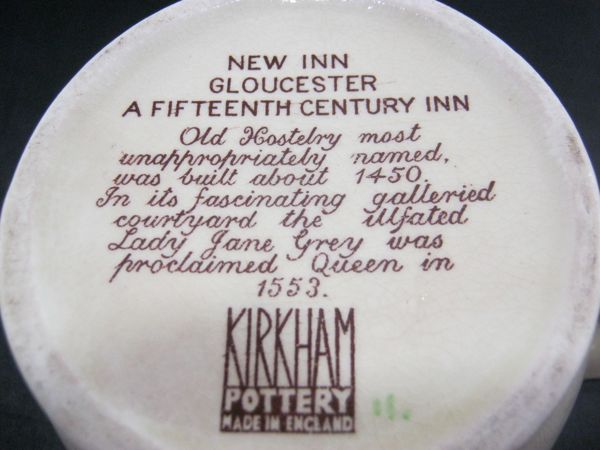 NEW INN
GLOUCESTER
A FIFTEENTH CENTURY INN
Old Hostelry most
unappropriately named,
was built about 1450.
In its fascinating galleried
courtyard the illfated
Lady Jane Grey was
proclaimed Queen in
1553.
KIRKHAM
POTTERY
MADE IN ENGLAND